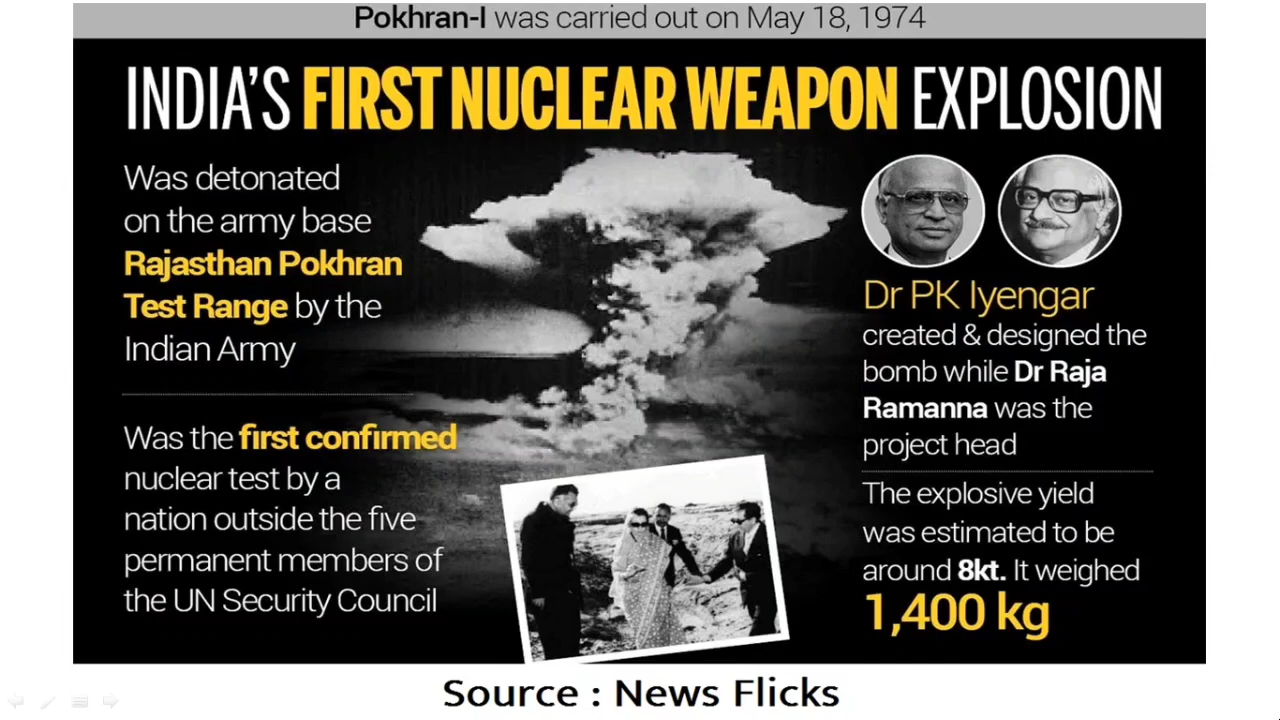 Pokhran-I was carried out on May 18, 1974
INDIA'S FIRST NUCLEAR WEAPON EXPLOSION
Was detonated
on the army base
Rajasthan Pokhran
Test Range by the
Indian Army
Was the first confirmed
nuclear test by a
nation outside the five
permanent members of
the UN Security Council
Dr PK Iyengar
created & designed the
bomb while Dr Raja
Ramanna was the
project head
The explosive yield
was estimated to be
around 8kt. It weighed
1,400 kg
Source : News Flicks